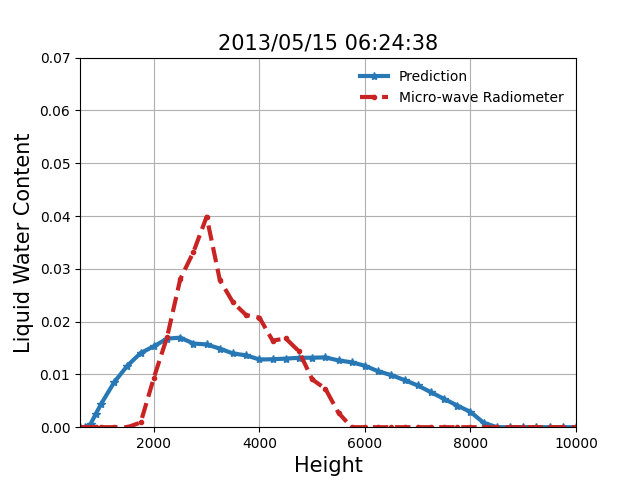 2013/05/15 06:24:38
0.07
0.06
0.05
0.04
0.03
0.02
0.01
0.00
Liquid Water Content
Prediction
Micro-wave Radiometer
2000 4000 6000 8000 10000
Height